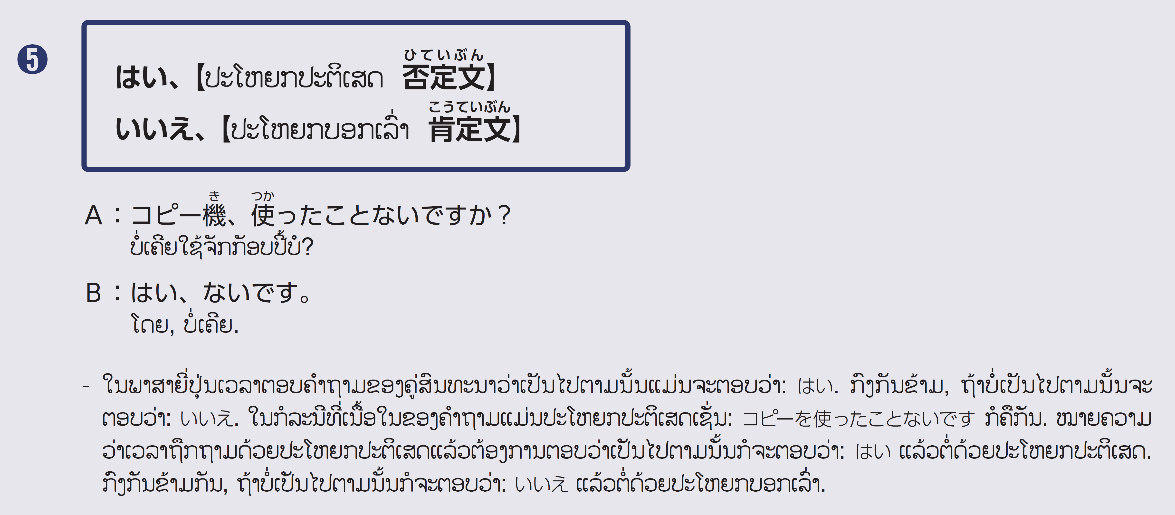 5
はい、【ປະໂຫຍກປະຕິເສດ 否定文】
ひていぶん
いいえ、【ປະໂຫຍກບອກເລົ່າ 肯定文】
こうていぶん
A：コピー機、使ったことないですか？
き つか
ບໍ່ເຄີຍໃຊ້ຈັກກັອບປີ້ບໍ?
B：はい、ないです。
ໂດຍ, ບໍ່ເຄີຍ.
- ໃນພາສາຍີ່ປຸ່ນເວລາຕອບຄຳຖາມຂອງຄູ່ສົນທະນາວ່າເປັນໄປຕາມນັ້ນແມ່ນຈະຕອບວ່າ: はい. ກົງກັນຂ້າມ, ຖ້າບໍ່ເປັນໄປຕາມນັ້ນຈະ
ຕອບວ່າ: いいえ. ໃນກໍລະນີທີ່ເນື້ອໃນຂອງຄຳຖາມແມ່ນປະໂຫຍກປະຕິເສດເຊັ່ນ: コピーを使ったことないです ກໍຄືກັນ. ໝາຍຄວາມ
ວ່າເວລາຖືກຖາມດ້ວຍປະໂຫຍກປະຕິເສດແລ້ວຕ້ອງການຕອບວ່າເປັນໄປຕາມນັ້ນກໍຈະຕອບວ່າ: はい ແລ້ວຕໍ່ດ້ວຍປະໂຫຍກປະຕິເສດ.
ກົງກັນຂ້າມກັນ, ຖ້າບໍ່ເປັນໄປຕາມນັ້ນກໍຈະຕອບວ່າ: いいえ ແລ້ວຕໍ່ດ້ວຍປະໂຫຍກບອກເລົ່າ.